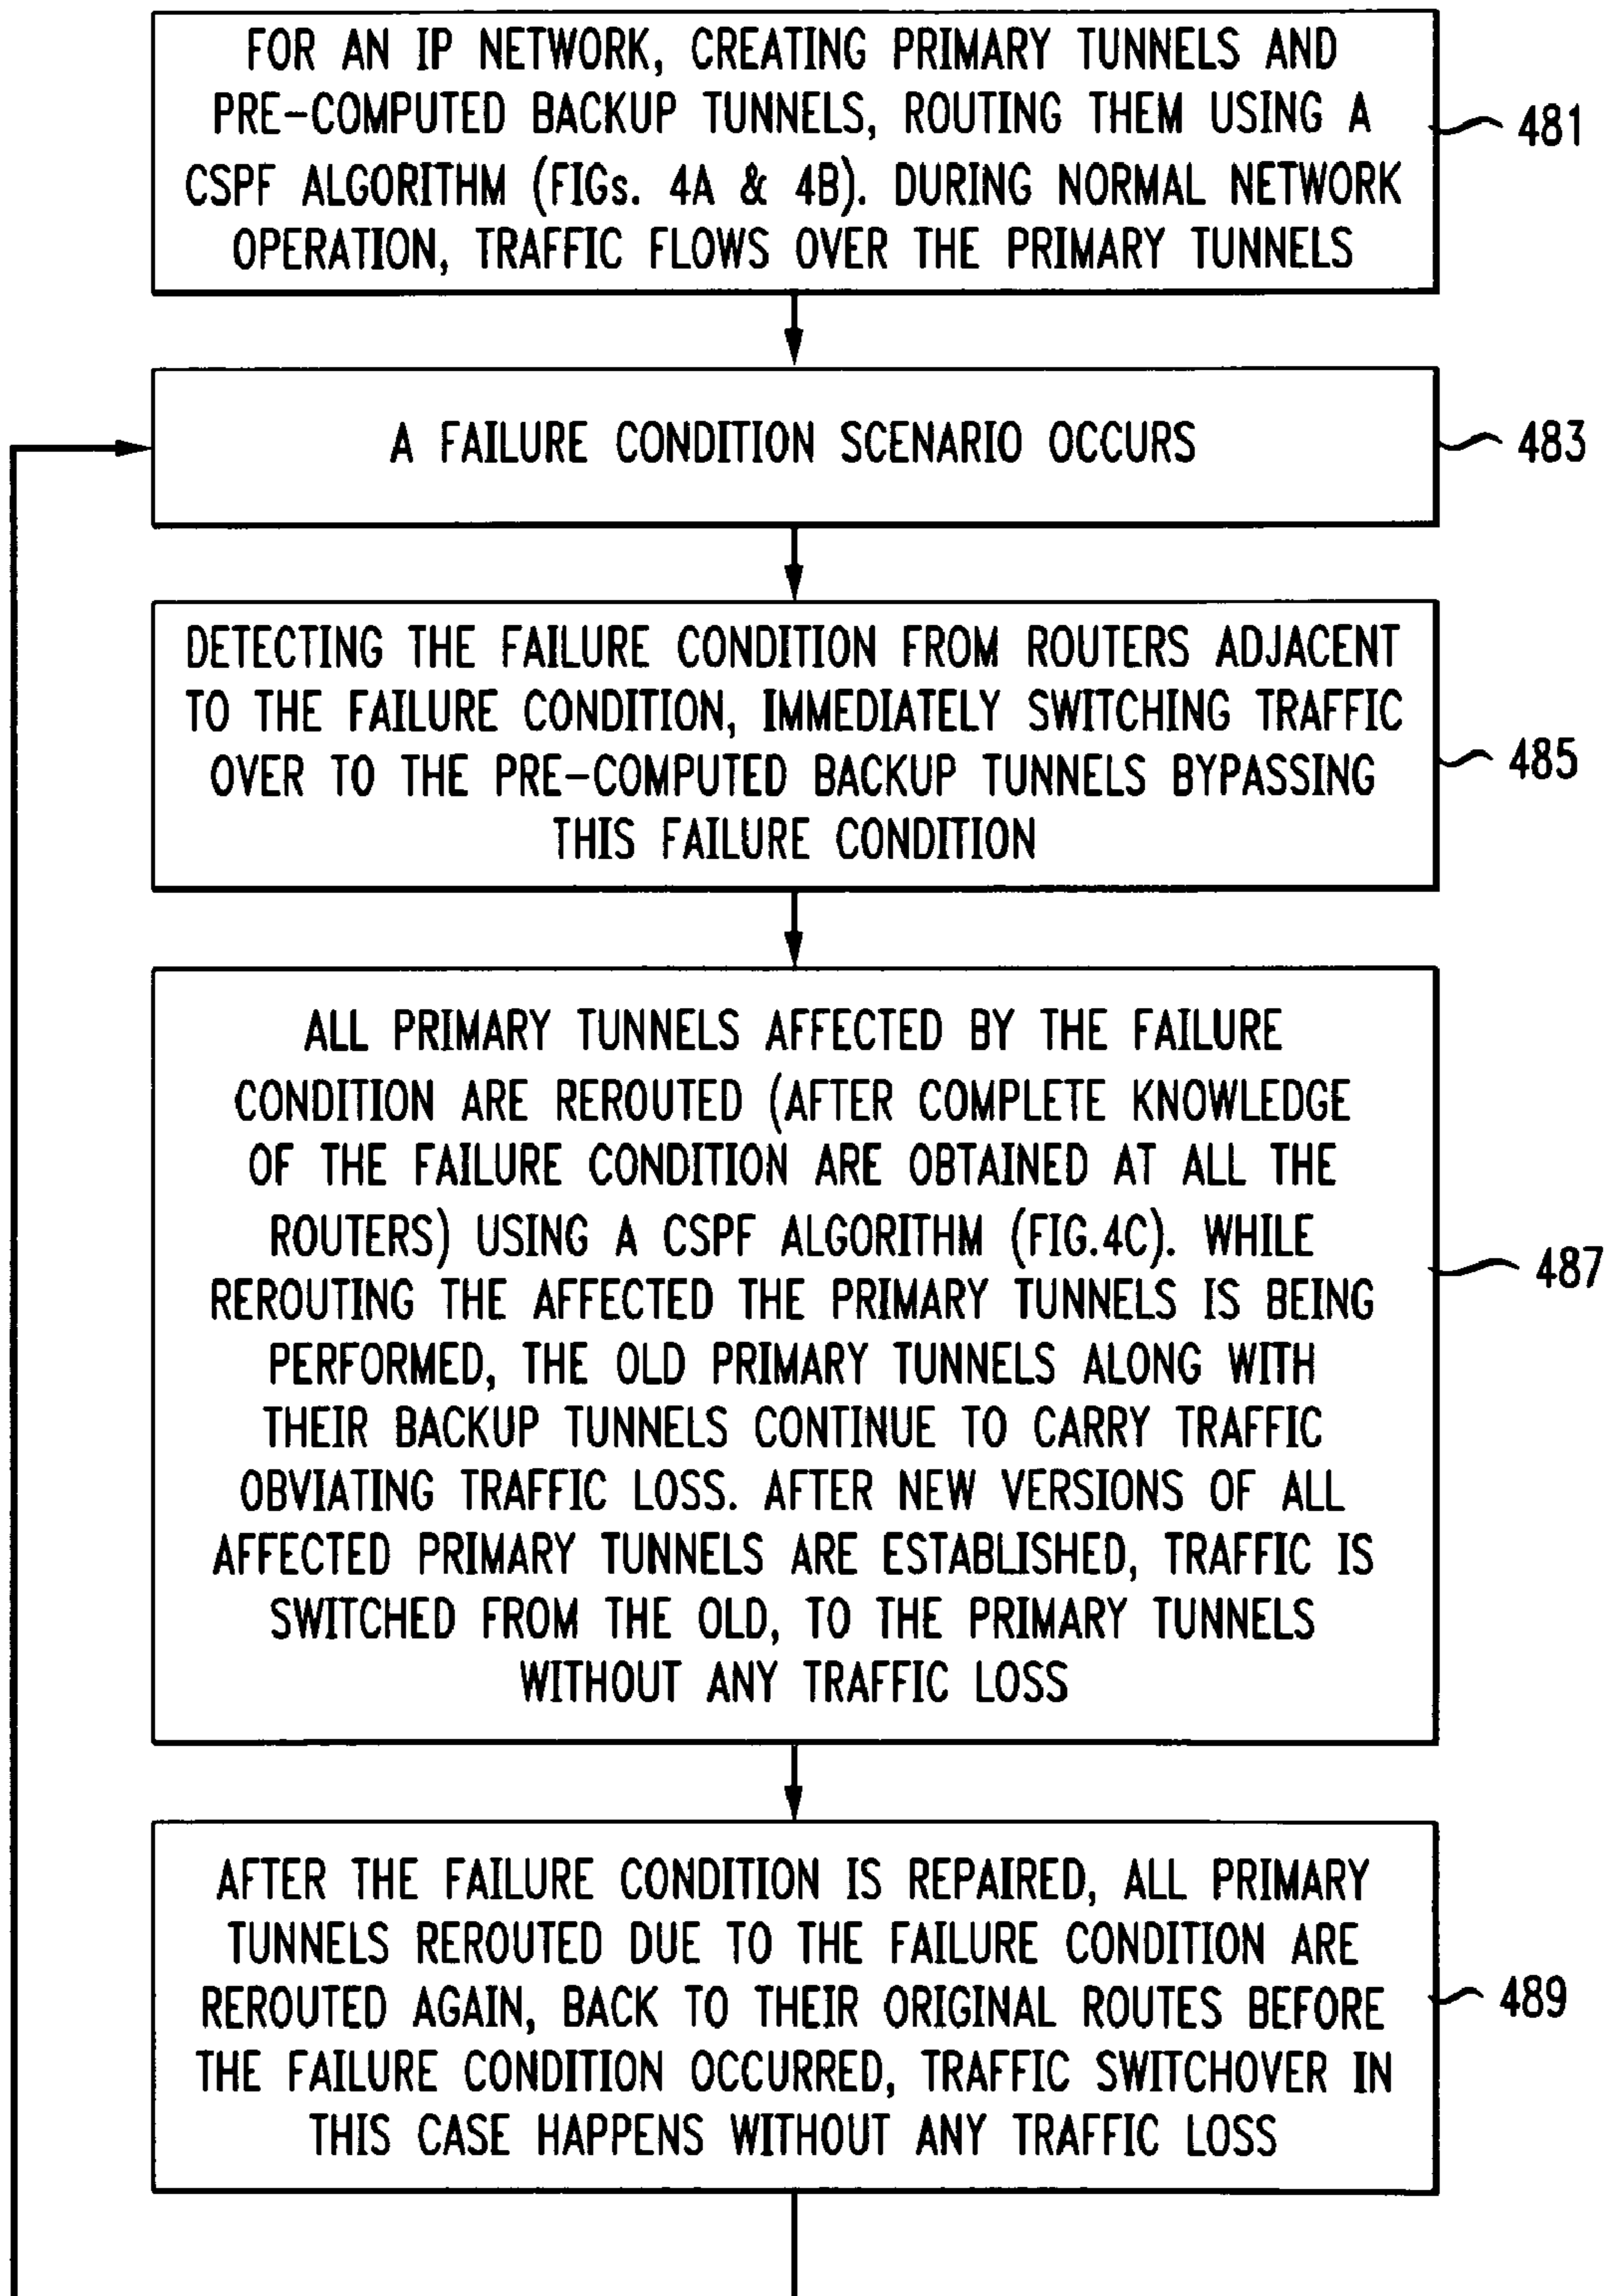 FOR AN IP NETWORK, CREATING PRIMARY TUNNELS AND
PRE-COMPUTED BACKUP TUNNELS, ROUTING THEM USING A
CSPF ALGORITHM (FIGs. 4A & 4B). DURING NORMAL NETWORK
OPERATION, TRAFFIC FLOWS OVER THE PRIMARY TUNNELS
481
A FAILURE CONDITION SCENARIO OCCURS
483
DETECTING THE FAILURE CONDITION FROM ROUTERS ADJACENT
TO THE FAILURE CONDITION, IMMEDIATELY SWITCHING TRAFFIC
OVER TO THE PRE-COMPUTED BACKUP TUNNELS BYPASSING
THIS FAILURE CONDITION
485
ALL PRIMARY TUNNELS AFFECTED BY THE FAILURE
CONDITION ARE REROUTED (AFTER COMPLETE KNOWLEDGE
OF THE FAILURE CONDITION ARE OBTAINED AT ALL THE
ROUTERS) USING A CSPF ALGORITHM (FIG.4C). WHILE
REROUTING THE AFFECTED THE PRIMARY TUNNELS IS BEING
PERFORMED, THE OLD PRIMARY TUNNELS ALONG WITH
THEIR BACKUP TUNNELS CONTINUE TO CARRY TRAFFIC
OBVIATING TRAFFIC LOSS. AFTER NEW VERSIONS OF ALL
AFFECTED PRIMARY TUNNELS ARE ESTABLISHED, TRAFFIC IS
SWITCHED FROM THE OLD, TO THE PRIMARY TUNNELS
WITHOUT ANY TRAFFIC LOSS
487
AFTER THE FAILURE CONDITION IS REPAIRED, ALL PRIMARY
TUNNELS REROUTED DUE TO THE FAILURE CONDITION ARE
REROUTED AGAIN, BACK TO THEIR ORIGINAL ROUTES BEFORE
THE FAILURE CONDITION OCCURRED, TRAFFIC SWITCHOVER IN
THIS CASE HAPPENS WITHOUT ANY TRAFFIC LOSS
489